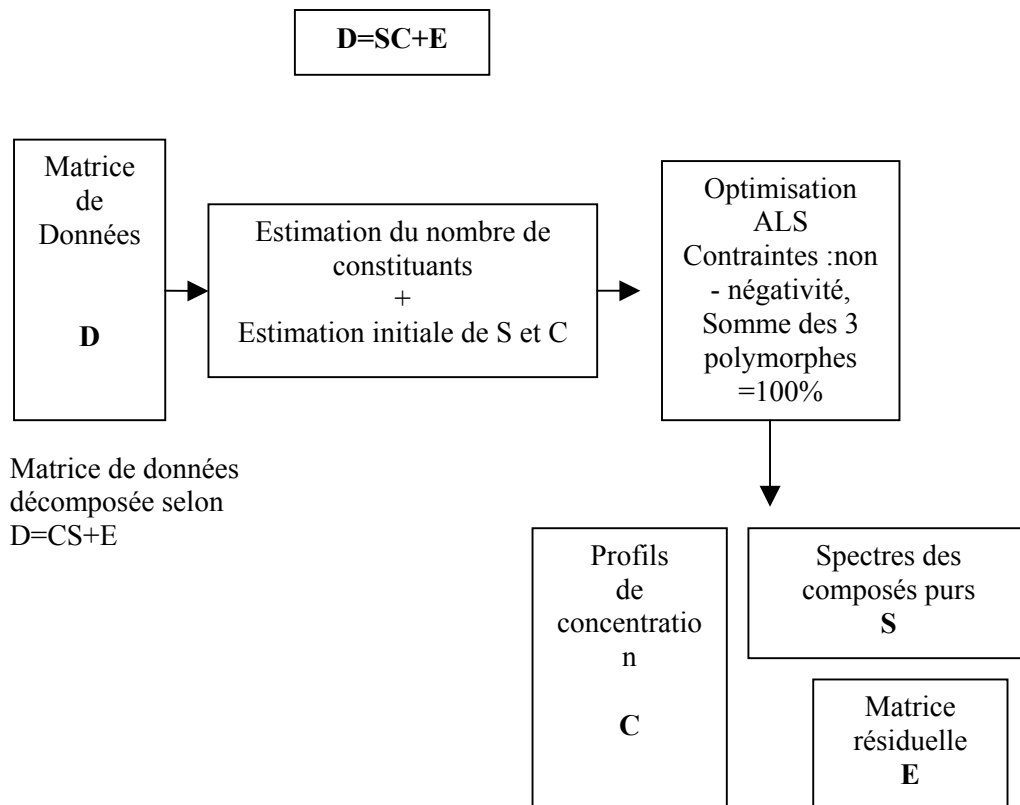 D=SC+E
Matrice
de
Données
D
Estimation du nombre de
constituants
+
Estimation initiale de S et C
Optimisation
ALS
Contraintes :non
- négativité,
Somme des 3
polymorphes
=100%
Matrice de données
décomposée selon
D=CS+E
Profils
de
concentratio
n
C
Spectres des
composés purs
S
Matrice
résiduelle
E